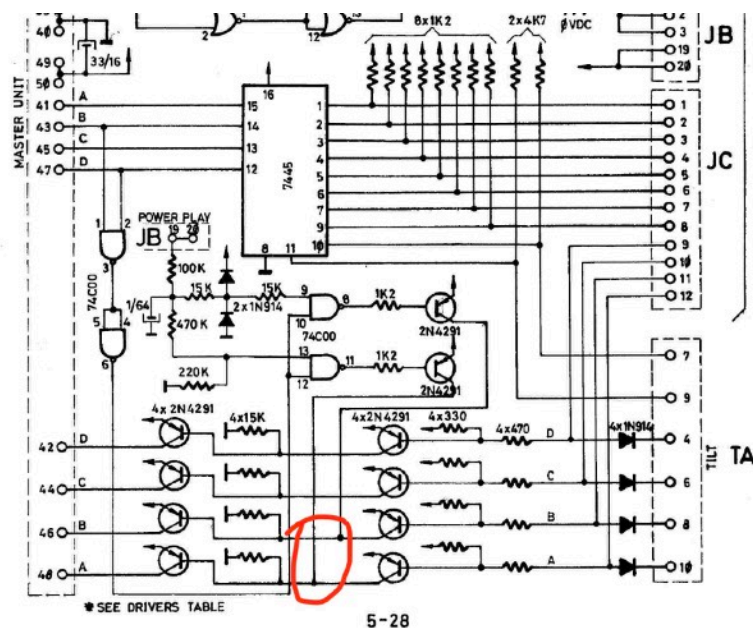 40
49
50
33/16
1
2
12
13
8x1K2
2x4K7
ØVDC
2
3
19
20
JB
MASTER UNIT
41 A
43 B
45 C
47 D
15
14
13
12
16
7445
8
11
1
2
3
4
5
6
7
9
10
1
2
3
4
5
6
7
8
9
10
11
12
JC
POWER PLAY
JB 19 20
1 2
3
74C00
5 4
6
100K
15K
15K
2x1N914
1/64
470K
220K
9
10
8
74C00
13
12
11
1K2
1K2
2N4291
2N4291
4x2N4291
4x15K
4x2N4291
4x330
4x470
4x1N914
42 D
44 C
46 B
48 A
D
C
B
A
7
9
4
6
8
10
TILT
TA
* SEE DRIVERS TABLE
5-28